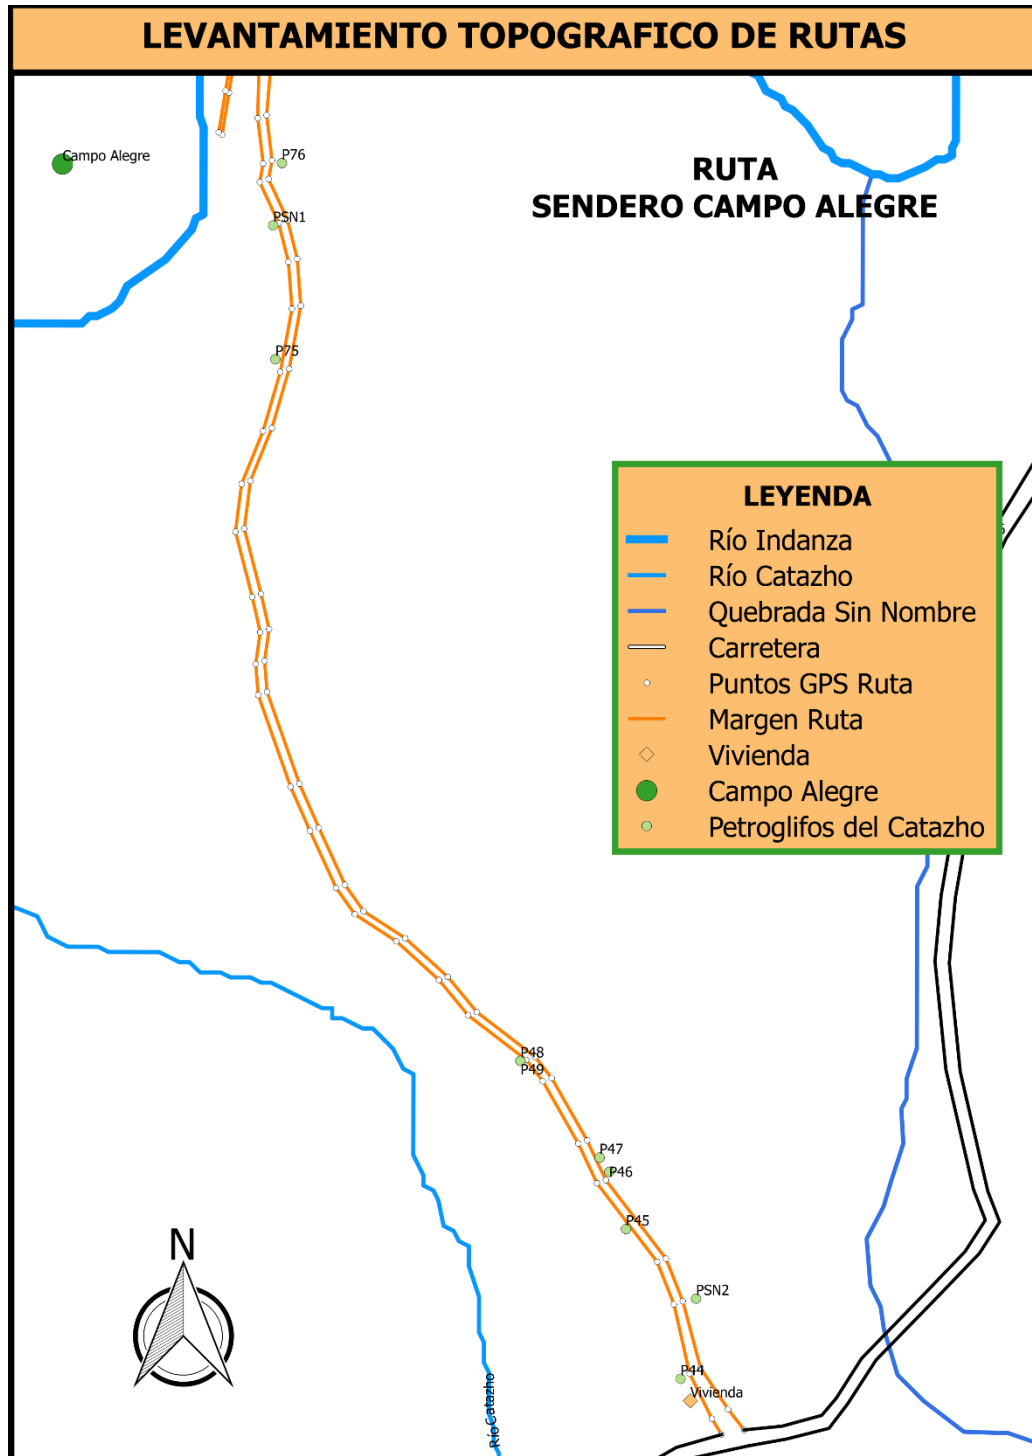 LEVANTAMIENTO TOPOGRAFICO DE RUTAS
Campo Alegre
P76
RUTA
SENDERO CAMPO ALEGRE
PSN1
P75
LEYENDA
Río Indanza
Río Catazho
Quebrada Sin Nombre
Carretera
Puntos GPS Ruta
Margen Ruta
Vivienda
Campo Alegre
Petroglifos del Catazho
P48
P49
P47
P46
P45
N
PSN2
P44
Vivienda
Río Catazho